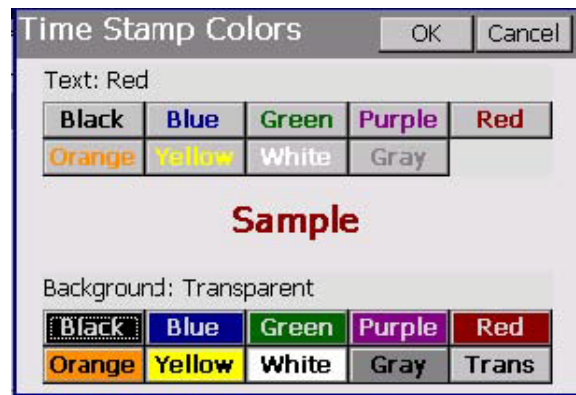 Time Stamp Colors OK Cancel
Text: Red
Black Blue Green Purple Red
Orange Yellow White Gray
Sample
Background: Transparent
Black Blue Green Purple Red
Orange Yellow White Gray Trans